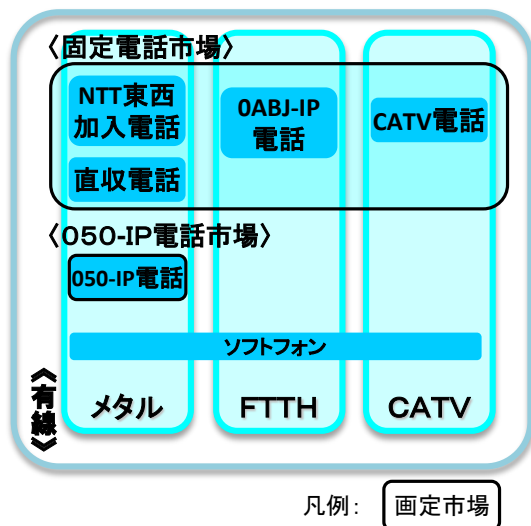 〈固定電話市場〉
NTT東西
加入電話
直収電話
0ABJ-IP
電話
CATV電話
〈050-IP電話市場〉
050-IP電話
ソフトフォン
《有線》
メタル
FTTH
CATV
凡例：
画定市場